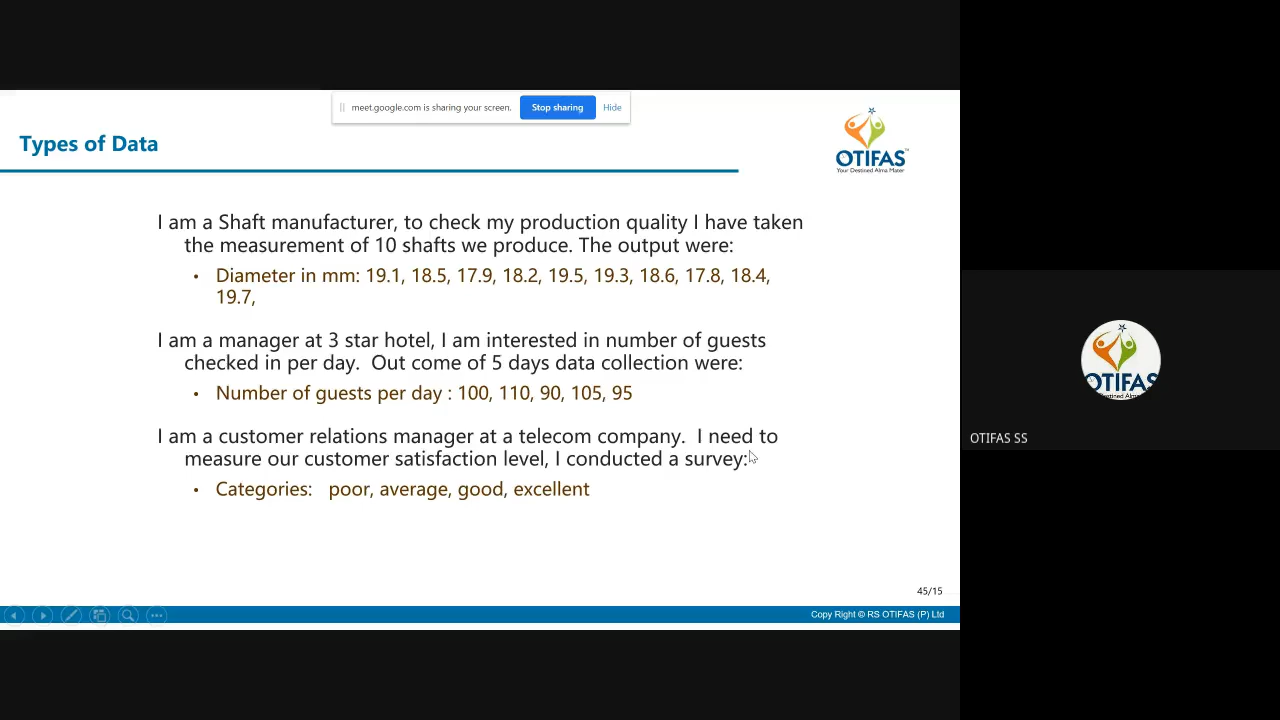 meet.google.com is sharing your screen. Stop sharing Hide
Types of Data
OTIFAS
Your Destined Alma Mater
I am a Shaft manufacturer, to check my production quality I have taken
the measurement of 10 shafts we produce. The output were:
• Diameter in mm: 19.1, 18.5, 17.9, 18.2, 19.5, 19.3, 18.6, 17.8, 18.4,
19.7,
I am a manager at 3 star hotel, I am interested in number of guests
checked in per day.  Out come of 5 days data collection were:
• Number of guests per day : 100, 110, 90, 105, 95
I am a customer relations manager at a telecom company.  I need to
measure our customer satisfaction level, I conducted a survey:
• Categories:   poor, average, good, excellent
45/15
Copy Right © RS OTIFAS (P) Ltd
OTIFAS
OTIFAS SS